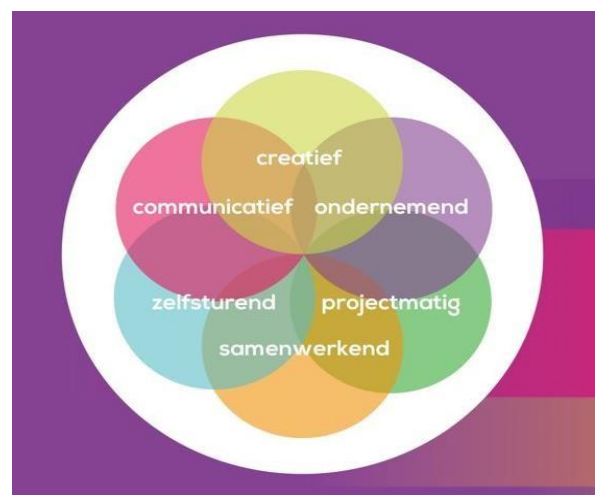 creatief
communicatief ondernemend
zelfsturend projectmatig
samenwerkend